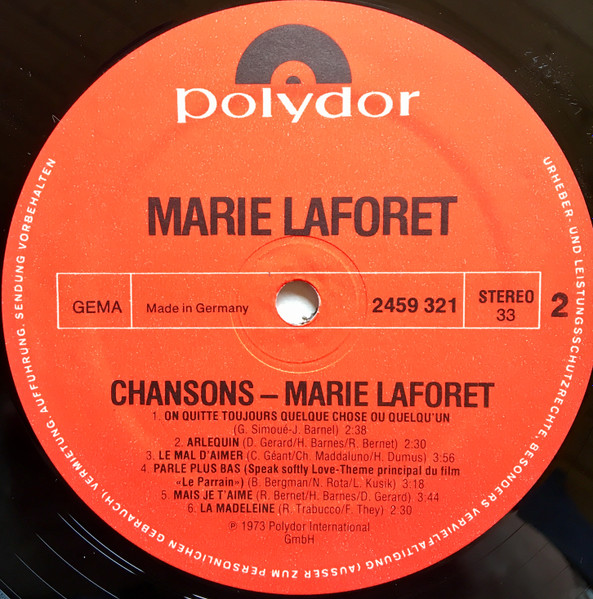 polydor
MARIE LAFORET
GEMA
Made in Germany
2459 321
STEREO
33
2
CHANSONS – MARIE LAFORET
1. ON QUITTE TOUJOURS QUELQUE CHOSE OU QUELQU'UN
(G. Simoué-J. Barnel) 2:38
2. ARLEQUIN (D. Gerard/H. Barnes/R. Bernet) 2:30
3. LE MAL D'AIMER (C. Géant/Ch. Maddaluno/H. Dumus) 3:56
4. PARLE PLUS BAS (Speak softly Love-Theme principal du film
«Le Parrain») (B. Bergman/N. Rota/L. Kusik) 3:18
5. MAIS JE T'AIME (R. Bernet/H. Barnes/D. Gerard) 3:44
6. LA MADELEINE (R. Trabucco/F. They) 2:30
℗ 1973 Polydor International
GmbH
URHEBER- UND LEISTUNGSSCHUTZRECHTE, BESONDERS VERVIELFALTIGUNG (AUSSER ZUM PERSONLICHEN GEBRAUCH), VERMIETUNG, AUFFUHRUNG, SENDUNG VORBEHALTEN